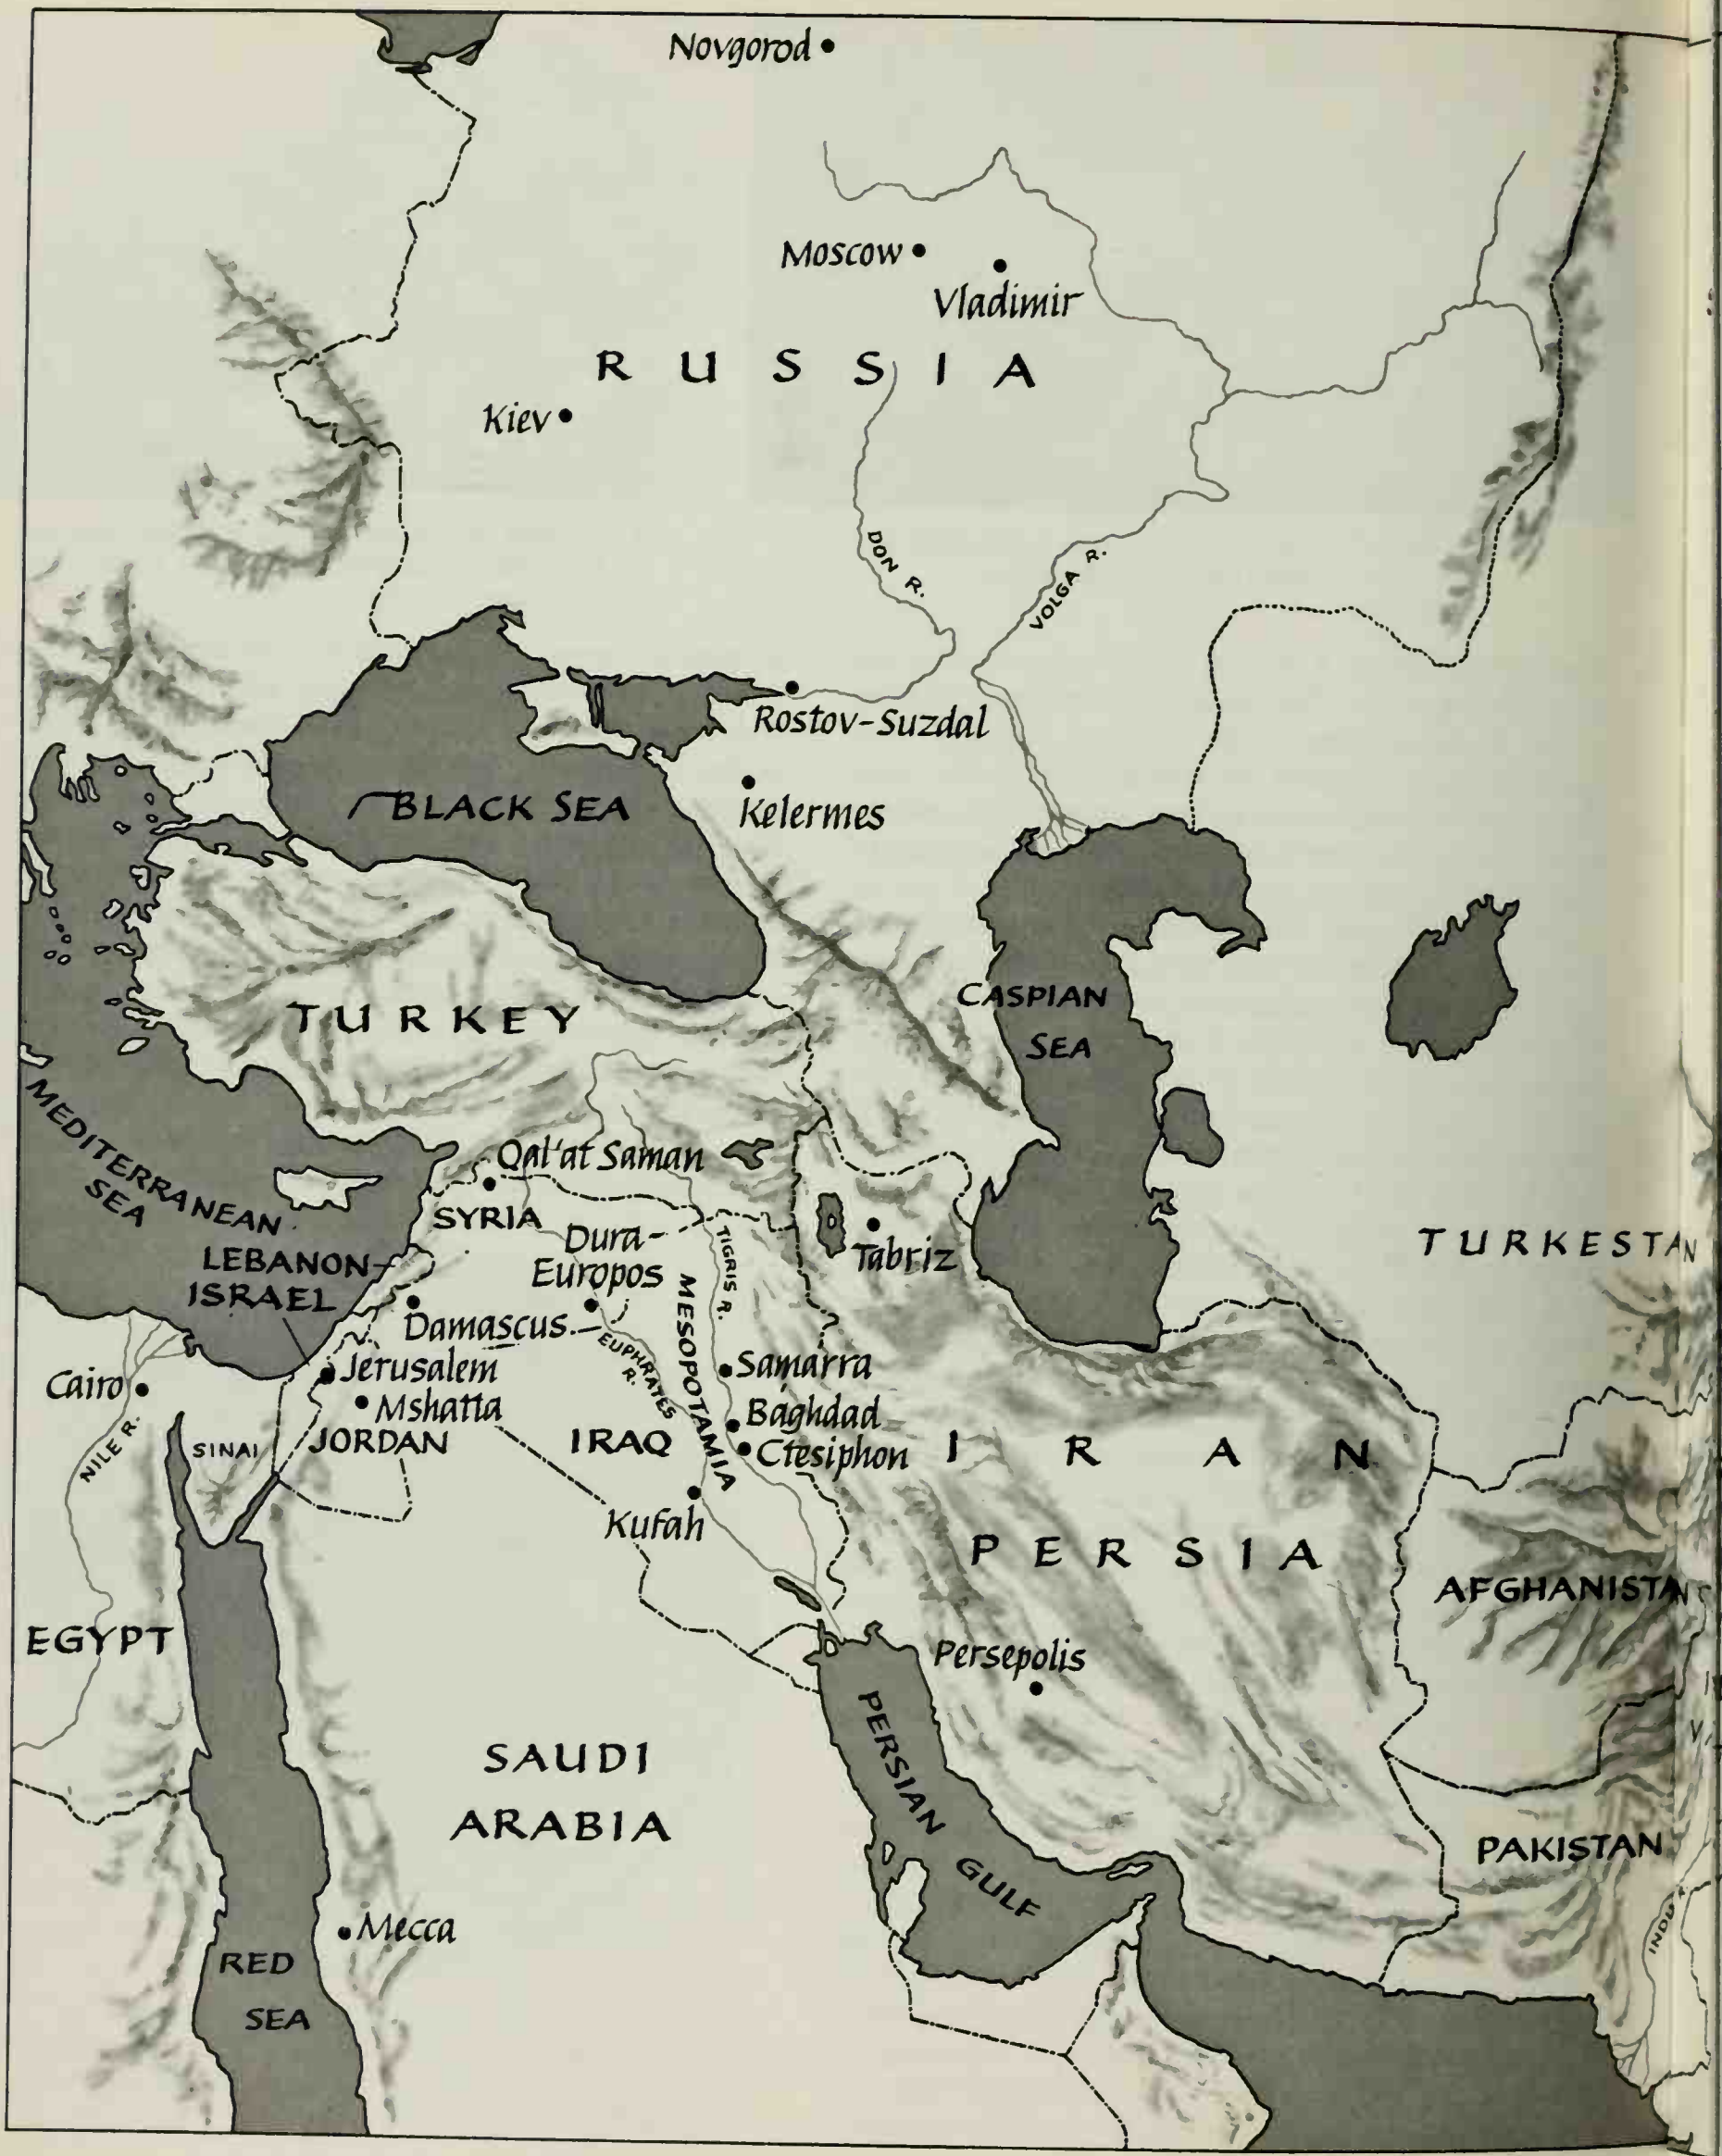 Novgorod
Moscow
Vladimir
RUSSIA
Kiev
DON R.
VOLGA R.
Rostov-Suzdal
BLACK SEA
Kelermes
CASPIAN
SEA
TURKEY
MEDITERRANEAN
SEA
Qal'at Saman
SYRIA
Dura-
Europos
TIGRIS R.
Tabriz
TURKESTAN
LEBANON
ISRAEL
Damascus
EUPHRATES
R.
MESOPOTAMIA
Jerusalem
Samarra
Cairo
Mshatta
Baghdad
NILE R.
SINAI
JORDAN
IRAQ
Ctesiphon
IRAN
Kufah
PERSIA
AFGHANISTAN
EGYPT
Persepolis
PERSIAN
GULF
SAUDI
ARABIA
PAKISTAN
Mecca
RED
SEA